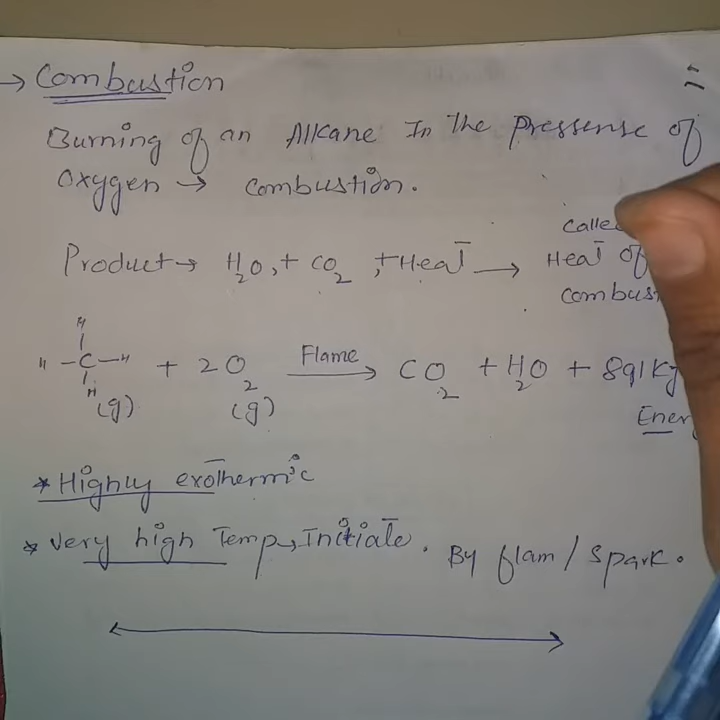 → Combustion
Burning of an Alkane In the pressense of
Oxygen → combustion.
Product → H2O, + CO2, + Heat → Heat of
called
combus
H
H - C - H + 2O2 Flame → CO2 + H2O + 891 KJ
H
(g) (g) Ener
* Highly exothermic
* Very high Temp, Initiate. By flam / spark.